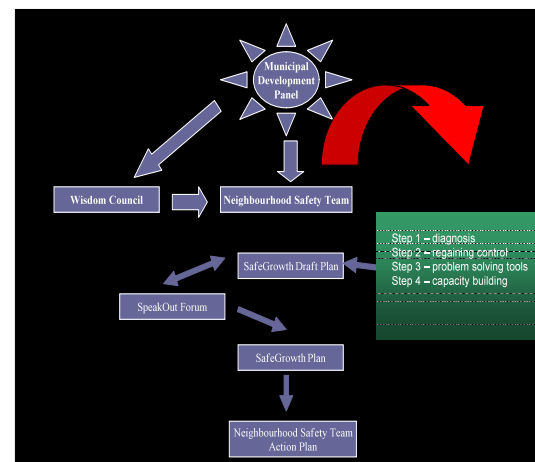 Municipal
Development
Panel
Wisdom Council
Neighbourhood Safety Team
Step 1 – diagnosis
Step 2 – regaining control
Step 3 – problem solving tools
Step 4 – capacity building
SafeGrowth Draft Plan
SpeakOut Forum
SafeGrowth Plan
Neighbourhood Safety Team
Action Plan